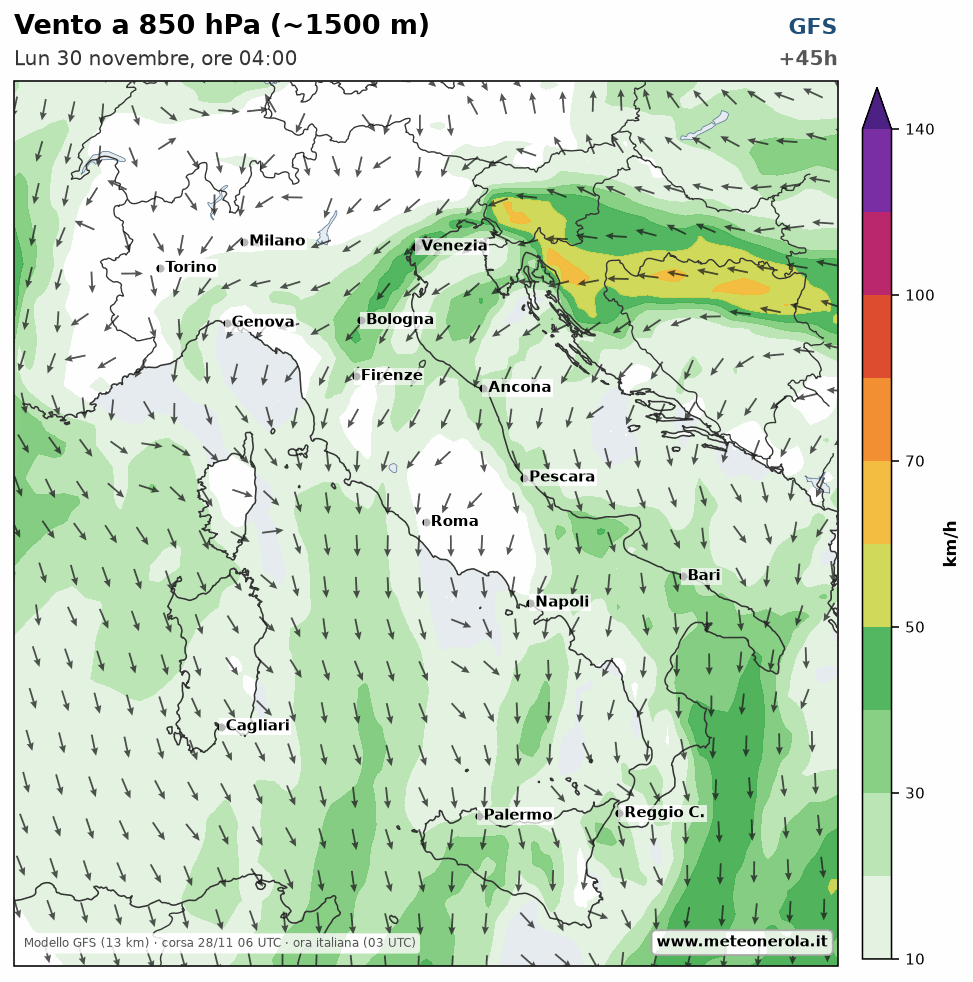 Vento a 850 hPa (~1500 m)
GFS
Lun 30 novembre, ore 04:00
+45h
140
Milano
Venezia
Torino
100
Genova
Bologna
Firenze
Ancona
70
Pescara
Roma
km/h
Bari
Napoli
50
Cagliari
30
Palermo
Reggio C.
Modello GFS (13 km) · corsa 28/11 06 UTC · ora italiana (03 UTC)
www.meteonerola.it
10